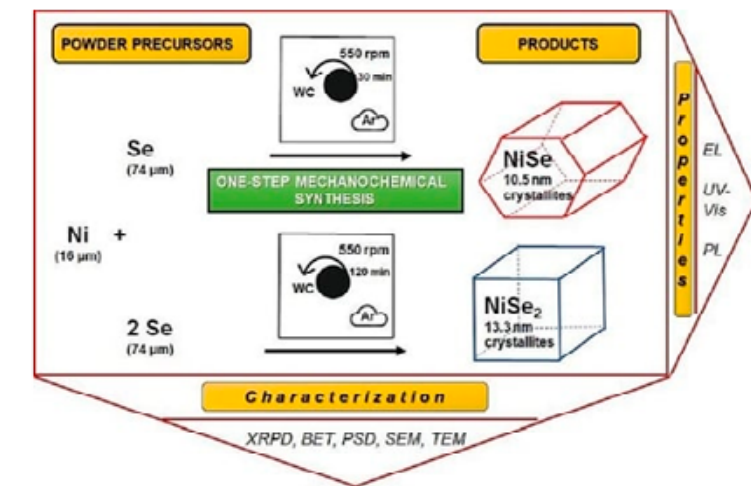 POWDER PRECURSORS
PRODUCTS
550 rpm
30 min
WC
Ar
Se
(74 µm)
ONE-STEP MECHANOCHEMICAL
SYNTHESIS
NiSe
10.5 nm
crystallites
Ni +
(16 µm)
550 rpm
120 min
WC
Ar
2 Se
(74 µm)
NiSe₂
13.3 nm
crystallites
Properties
EL
UV-
Vis
PL
Characterization
XRPD, BET, PSD, SEM, TEM